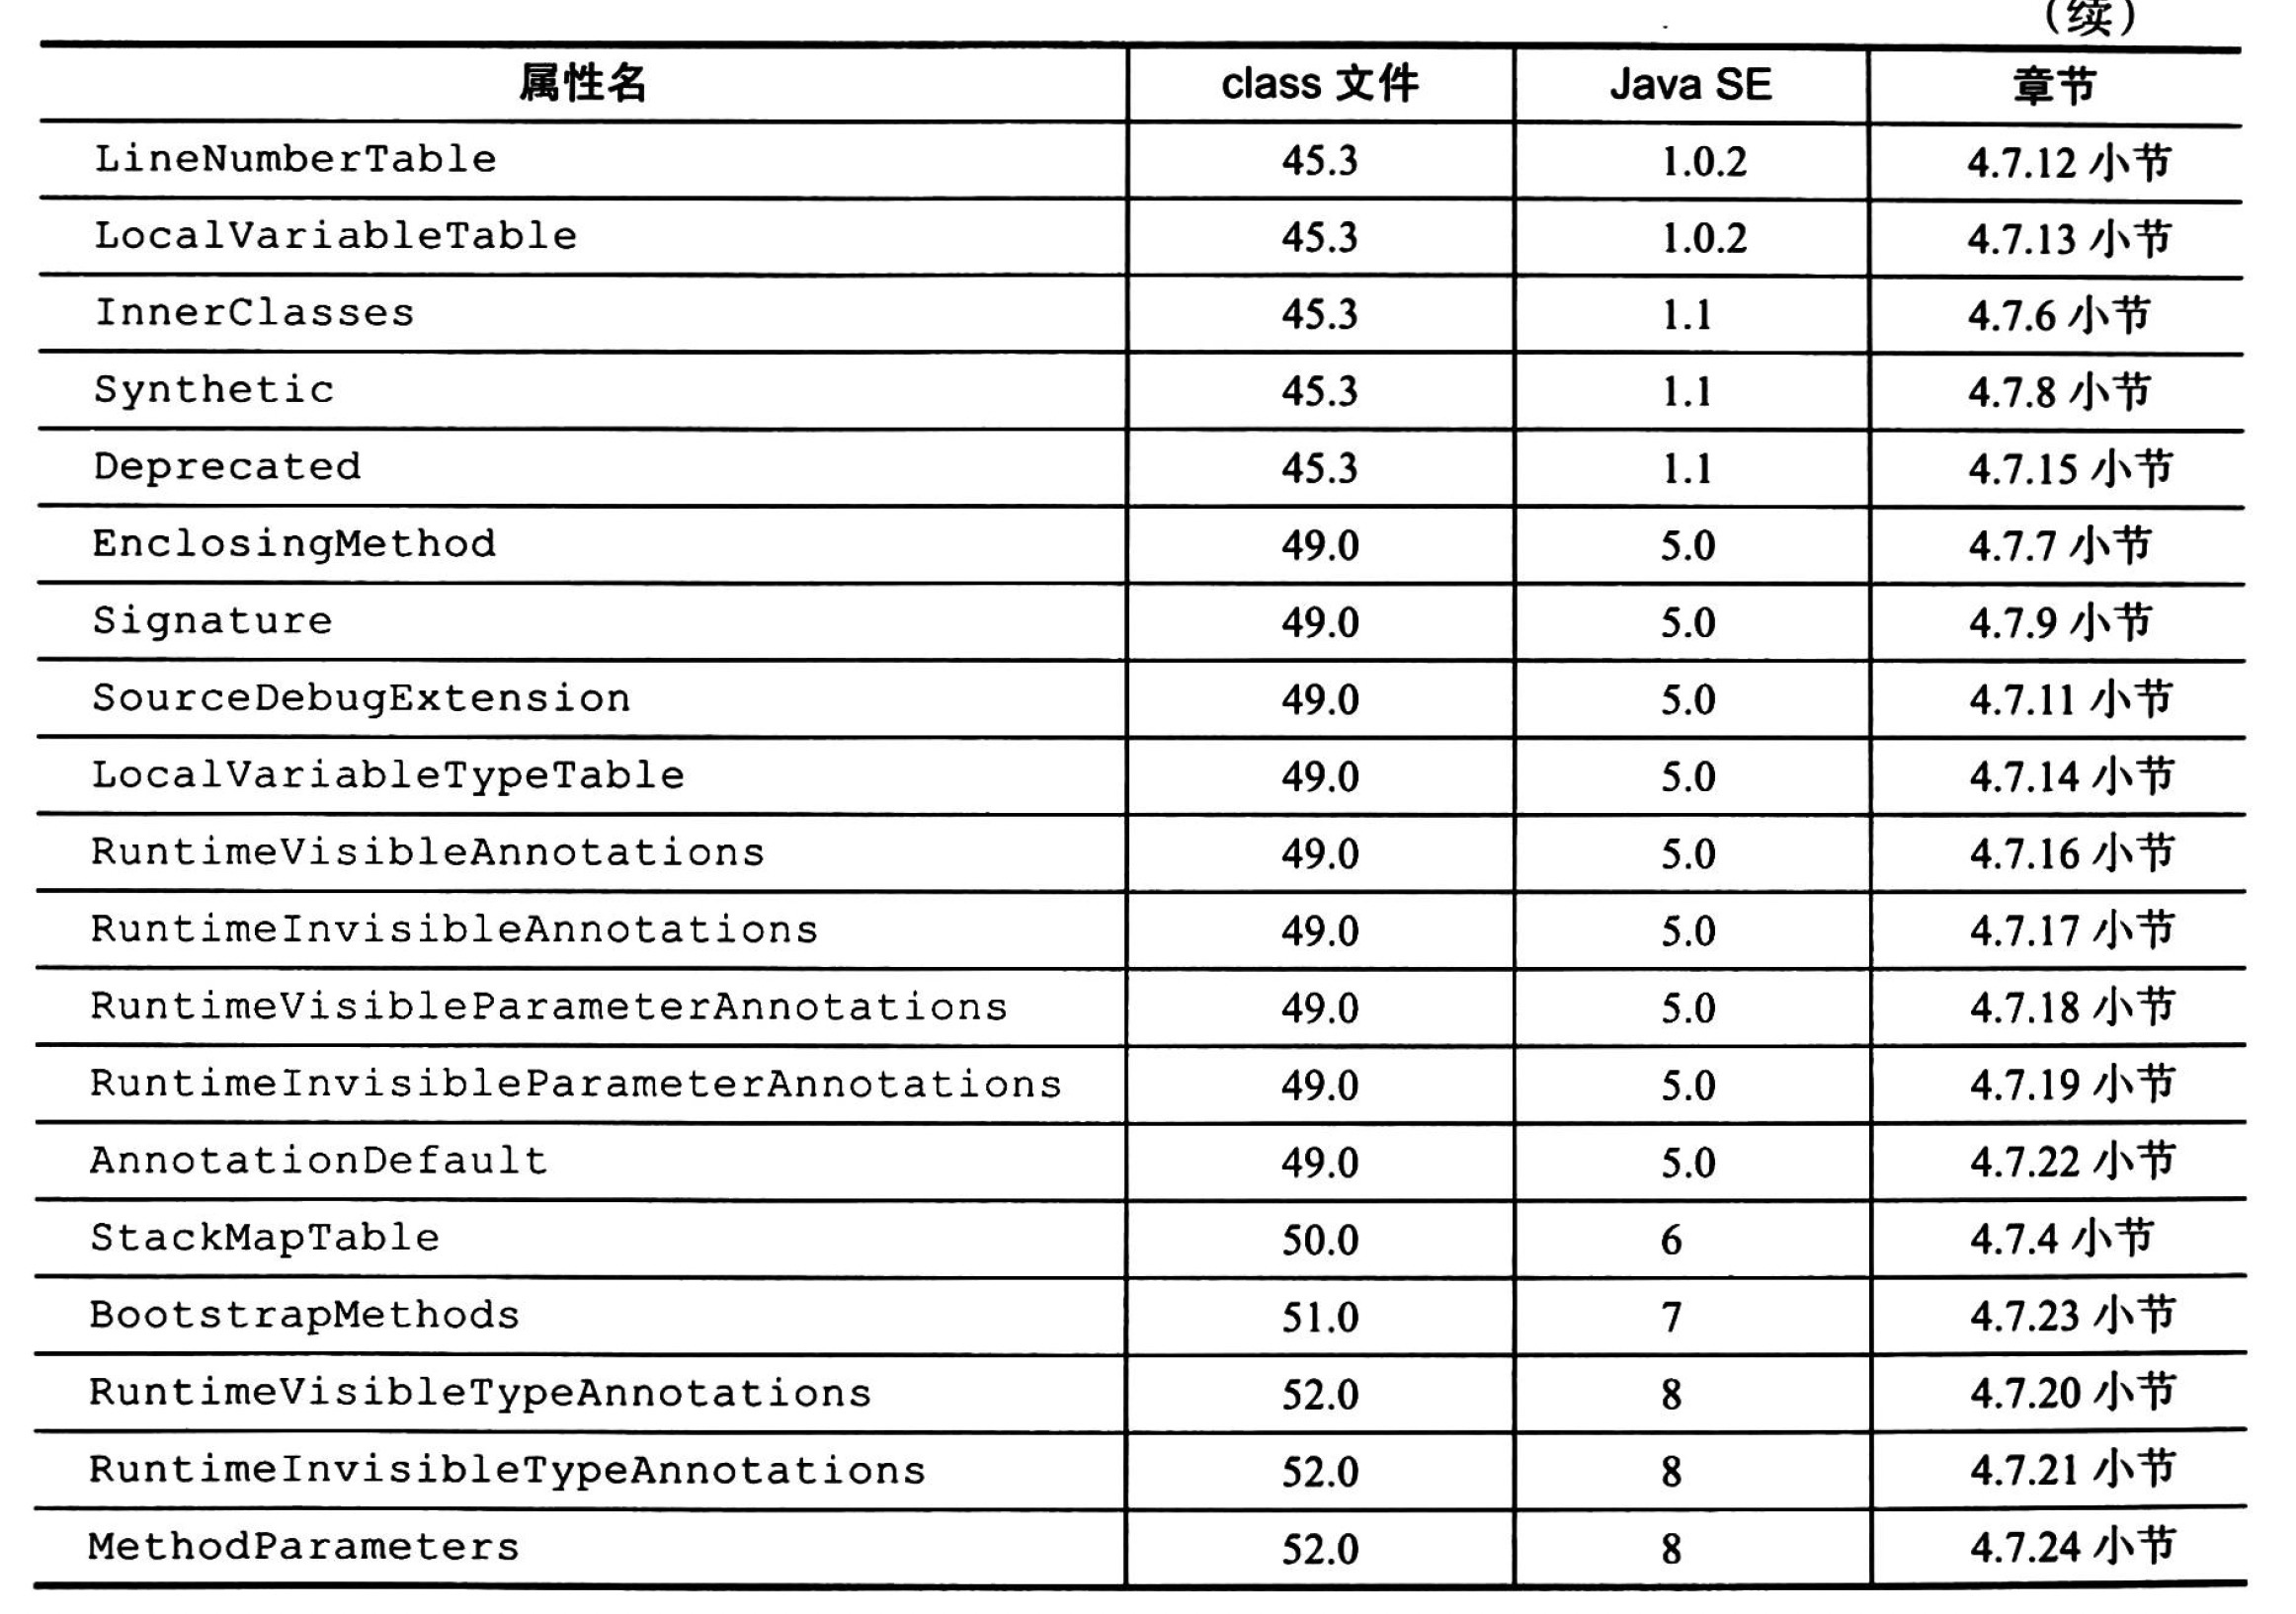 （续）
属性名 class 文件 Java SE 章节
LineNumberTable 45.3 1.0.2 4.7.12 小节
LocalVariableTable 45.3 1.0.2 4.7.13 小节
InnerClasses 45.3 1.1 4.7.6 小节
Synthetic 45.3 1.1 4.7.8 小节
Deprecated 45.3 1.1 4.7.15 小节
EnclosingMethod 49.0 5.0 4.7.7 小节
Signature 49.0 5.0 4.7.9 小节
SourceDebugExtension 49.0 5.0 4.7.11 小节
LocalVariableTypeTable 49.0 5.0 4.7.14 小节
RuntimeVisibleAnnotations 49.0 5.0 4.7.16 小节
RuntimeInvisibleAnnotations 49.0 5.0 4.7.17 小节
RuntimeVisibleParameterAnnotations 49.0 5.0 4.7.18 小节
RuntimeInvisibleParameterAnnotations 49.0 5.0 4.7.19 小节
AnnotationDefault 49.0 5.0 4.7.22 小节
StackMapTable 50.0 6 4.7.4 小节
BootstrapMethods 51.0 7 4.7.23 小节
RuntimeVisibleTypeAnnotations 52.0 8 4.7.20 小节
RuntimeInvisibleTypeAnnotations 52.0 8 4.7.21 小节
MethodParameters 52.0 8 4.7.24 小节